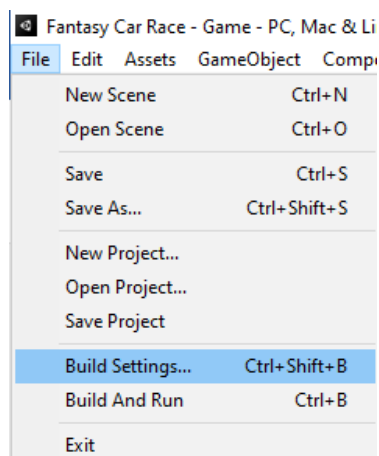 Fantasy Car Race - Game - PC, Mac & Li
File Edit Assets GameObject Comp
New Scene Ctrl+N
Open Scene Ctrl+O
Save Ctrl+S
Save As... Ctrl+Shift+S
New Project...
Open Project...
Save Project
Build Settings... Ctrl+Shift+B
Build And Run Ctrl+B
Exit